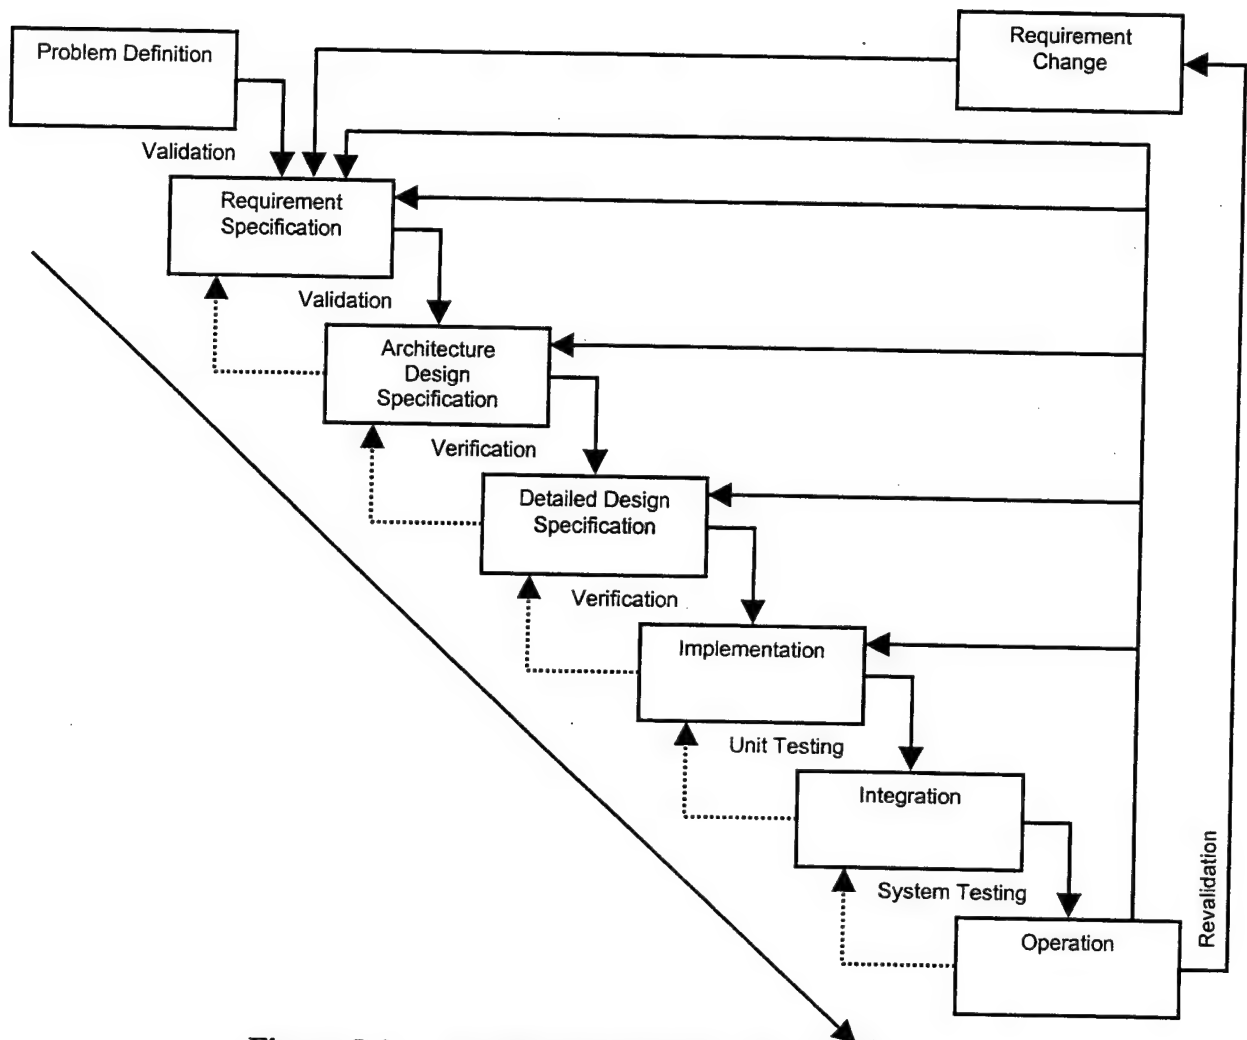 Problem Definition
Requirement
Change
Validation
Requirement
Specification
Validation
Architecture
Design
Specification
Verification
Detailed Design
Specification
Verification
Implementation
Unit Testing
Integration
System Testing
Operation
Revalidation